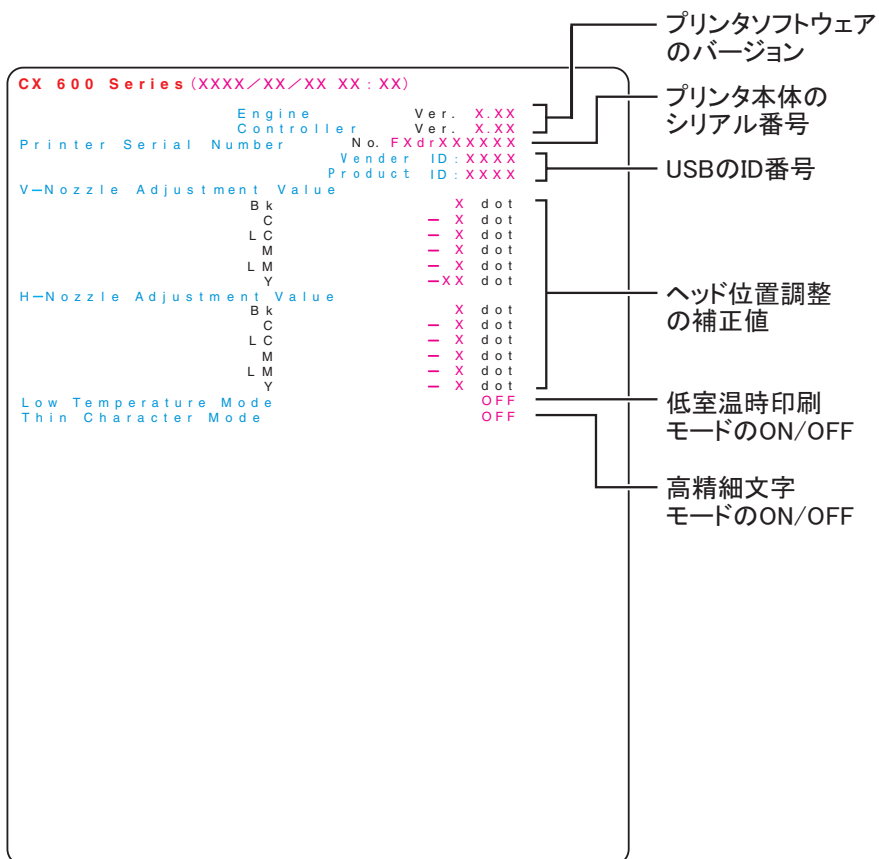 CX 600 Series(XXXX／XX／XX XX：XX)
Engine Ver. X.XX
Controller Ver. X.XX
Printer Serial Number No. FXdrXXXXXXX
Vender ID：XXXX
Product ID：XXXX
V−Nozzle Adjustment Value
Bk X dot
C − X dot
LC − X dot
M − X dot
LM − X dot
Y −XX dot
H−Nozzle Adjustment Value
Bk X dot
C − X dot
LC − X dot
M − X dot
LM − X dot
Y − X dot
Low Temperature Mode OFF
Thin Character Mode OFF
プリンタソフトウェア
のバージョン
プリンタ本体の
シリアル番号
USBのID番号
ヘッド位置調整
の補正値
低室温時印刷
モードのON/OFF
高精細文字
モードのON/OFF